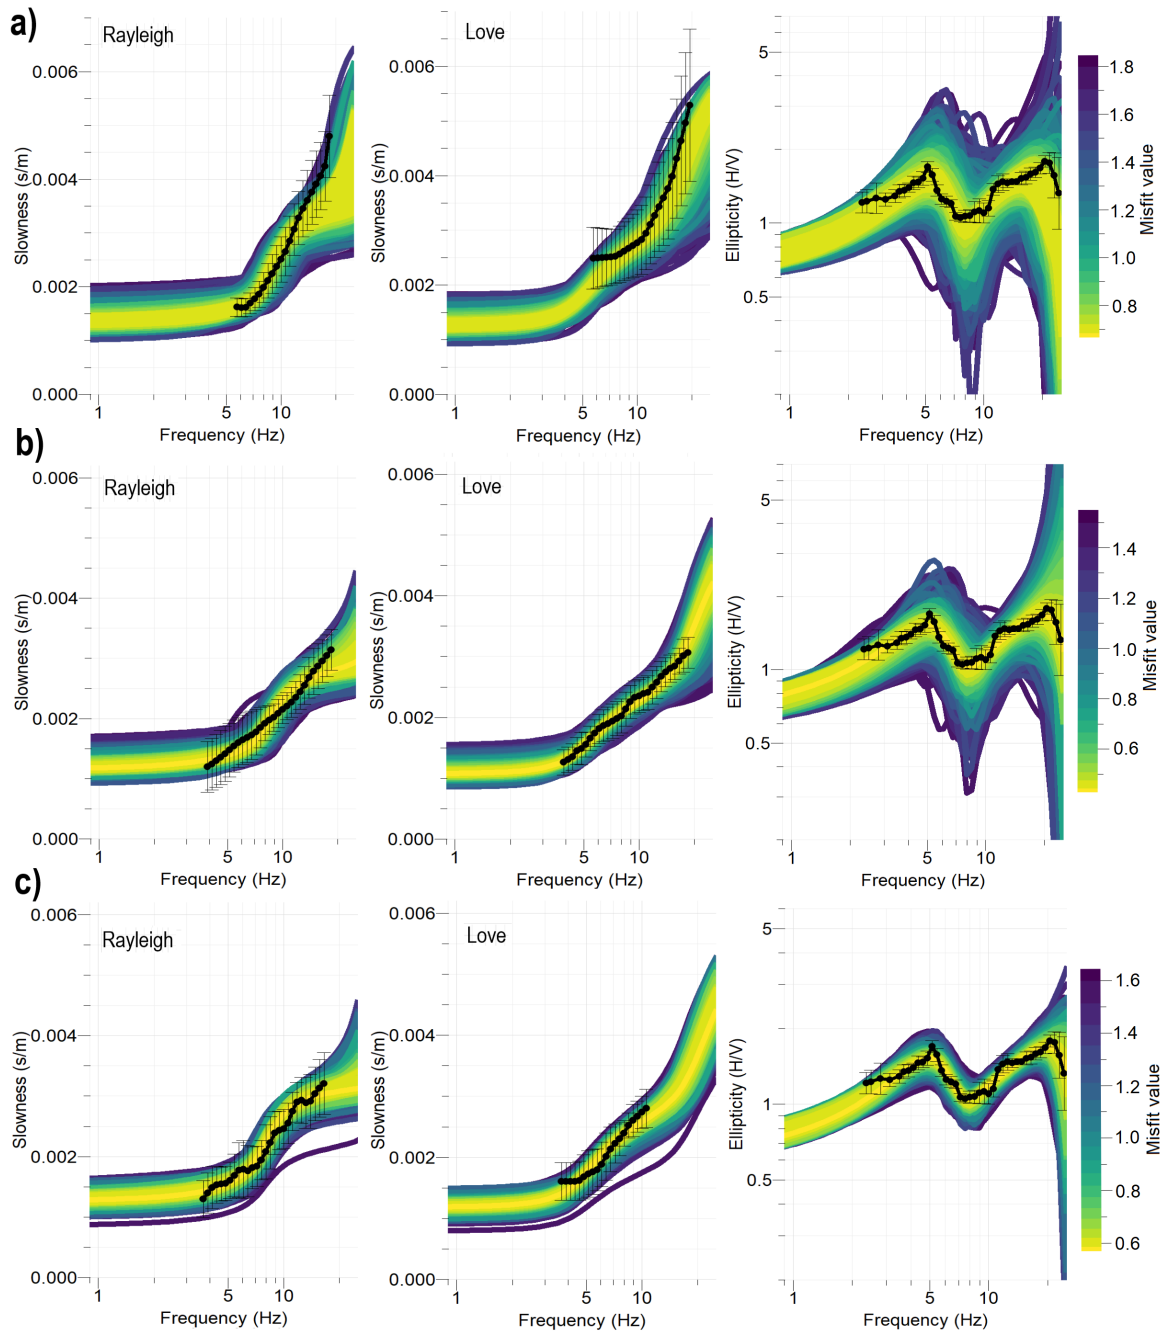 a)
Rayleigh
Love
0.006
0.004
0.002
0.000
Slowness (s/m)
1
5
10
Frequency (Hz)
0.006
0.004
0.002
0.000
Slowness (s/m)
1
5
10
Frequency (Hz)
5
1
0.5
Ellipticity (H/V)
1
5
10
Frequency (Hz)
1.8
1.6
1.4
1.2
1.0
0.8
Misfit value
b)
Rayleigh
Love
0.006
0.004
0.002
0.000
Slowness (s/m)
1
5
10
Frequency (Hz)
0.006
0.004
0.002
0.000
Slowness (s/m)
1
5
10
Frequency (Hz)
5
1
0.5
Ellipticity (H/V)
1
5
10
Frequency (Hz)
1.4
1.2
1.0
0.8
0.6
Misfit value
c)
Rayleigh
Love
0.006
0.004
0.002
0.000
Slowness (s/m)
1
5
10
Frequency (Hz)
0.006
0.004
0.002
0.000
Slowness (s/m)
1
5
10
Frequency (Hz)
5
1
0.5
Ellipticity (H/V)
1
5
10
Frequency (Hz)
1.6
1.4
1.2
1.0
0.8
0.6
Misfit value